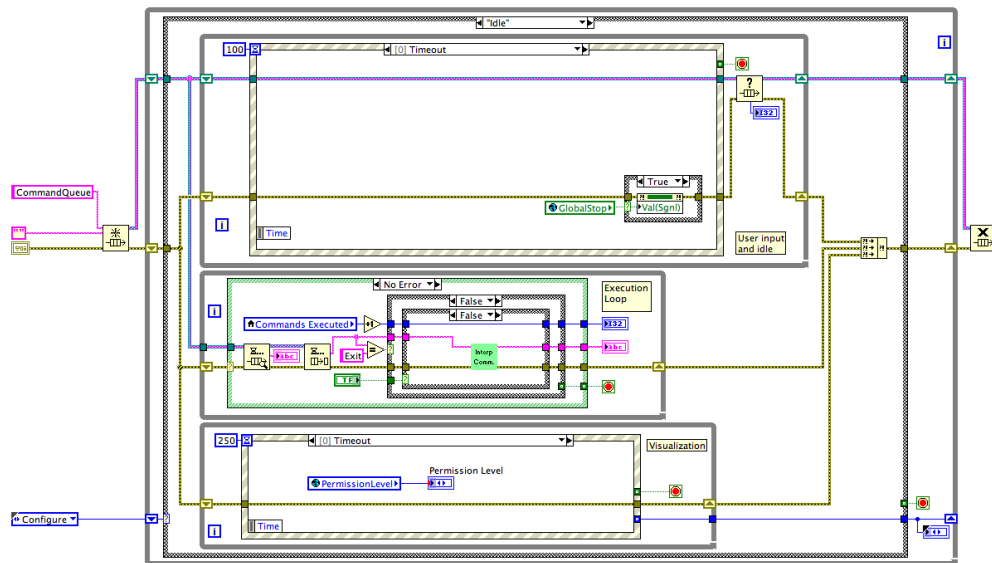 "Idle"
100
[0] Timeout
i
?
I32
CommandQueue
True
GlobalStop
Val(Sgnl)
i
Time
User input
and idle
No Error
Execution
Loop
i
False
False
Commands Executed
+1
I32
abc
abc
Exit
=
Interp
Comm.
TF
250
[0] Timeout
Visualization
Permission Level
PermissionLevel
Configure
i
Time